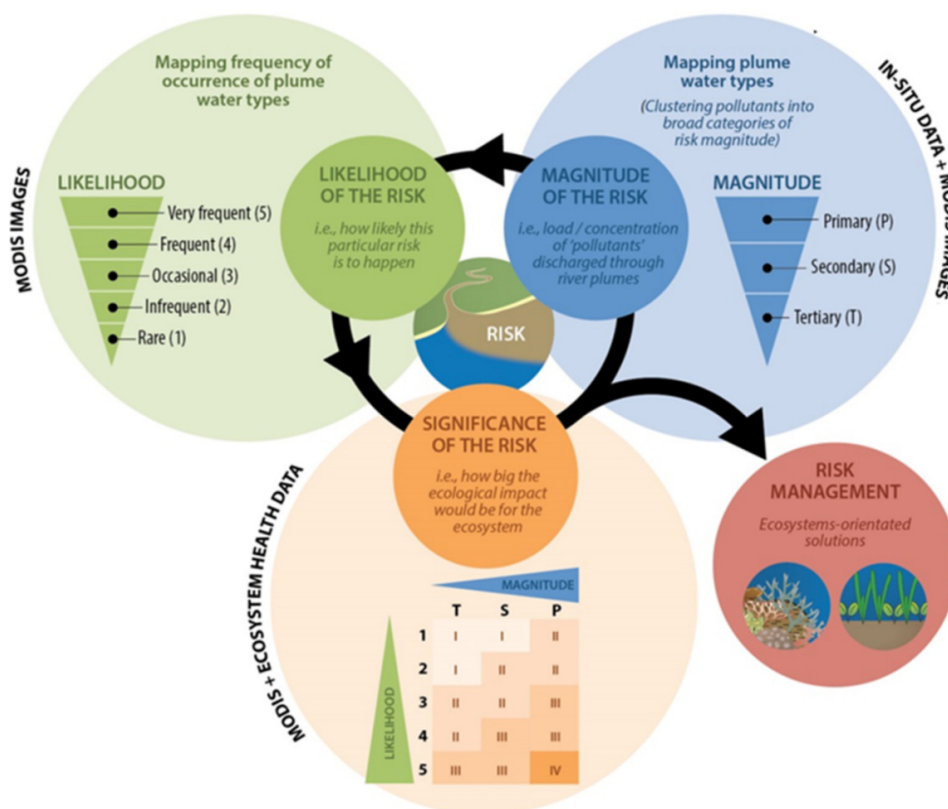 Mapping frequency of
occurrence of plume
water types
LIKELIHOOD
Very frequent (5)
Frequent (4)
Occasional (3)
Infrequent (2)
Rare (1)
MODIS IMAGES
LIKELIHOOD
OF THE RISK
i.e., how likely this
particular risk
is to happen
Mapping plume
water types
(Clustering pollutants into
broad categories of
risk magnitude)
MAGNITUDE
Primary (P)
Secondary (S)
Tertiary (T)
IN-SITU DATA + MODIS IMAGES
MAGNITUDE
OF THE RISK
i.e., load / concentration
of ‘pollutants’
discharged through
river plumes
RISK
SIGNIFICANCE
OF THE RISK
i.e., how big the
ecological impact
would be for the
ecosystem
MODIS + ECOSYSTEM HEALTH DATA
MAGNITUDE
T S P
LIKELIHOOD
1 I I II
2 I II II
3 II II III
4 II III III
5 III III IV
RISK
MANAGEMENT
Ecosystems-orientated
solutions